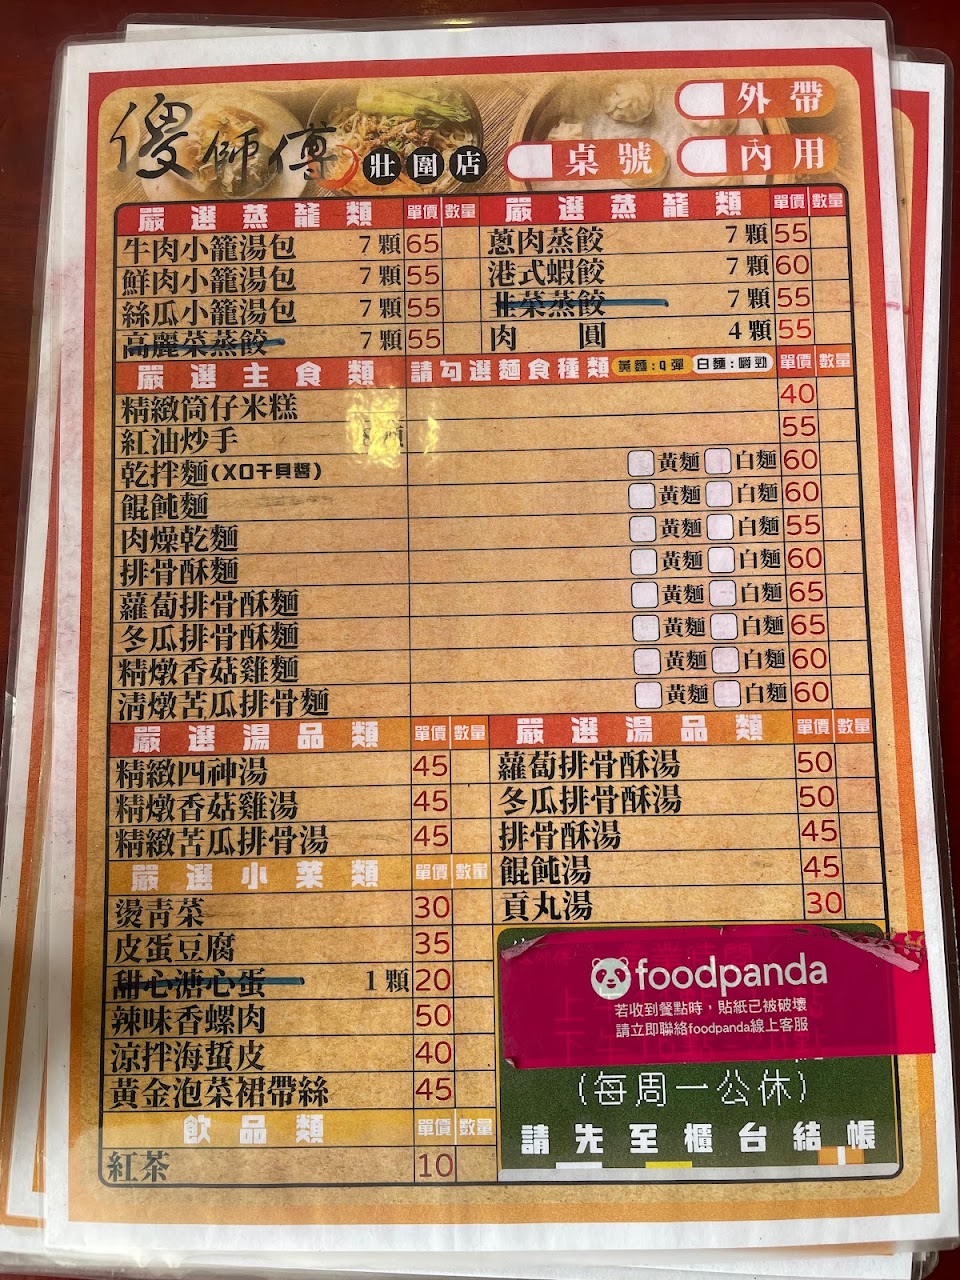 傻師傅 壯圍店
外帶
桌號 內用
嚴選蒸籠類 單價 數量
牛肉小籠湯包 7顆 65
鮮肉小籠湯包 7顆 55
絲瓜小籠湯包 7顆 55
高麗菜蒸餃 7顆 55
嚴選蒸籠類 單價 數量
蔥肉蒸餃 7顆 55
港式蝦餃 7顆 60
韭菜蒸餃 7顆 55
肉圓 4顆 55
嚴選主食類 請勾選麵食種類 黃麵:Q彈 白麵:嚼勁 單價 數量
精緻筒仔米糕 40
紅油炒手 顆 55
乾拌麵(XO干貝醬) 黃麵 白麵 60
餛飩麵 黃麵 白麵 60
肉燥乾麵 黃麵 白麵 55
排骨酥麵 黃麵 白麵 60
蘿蔔排骨酥麵 黃麵 白麵 65
冬瓜排骨酥麵 黃麵 白麵 65
精燉香菇雞麵 黃麵 白麵 60
清燉苦瓜排骨麵 黃麵 白麵 60
嚴選湯品類 單價 數量
精緻四神湯 45
精燉香菇雞湯 45
精緻苦瓜排骨湯 45
嚴選湯品類 單價 數量
蘿蔔排骨酥湯 50
冬瓜排骨酥湯 50
排骨酥湯 45
餛飩湯 45
貢丸湯 30
嚴選小菜類 單價 數量
燙青菜 30
皮蛋豆腐 35
甜心溏心蛋 1顆 20
辣味香螺肉 50
涼拌海蜇皮 40
黃金泡菜裙帶絲 45
飲品類 單價 數量
紅茶 10
foodpanda
若收到餐點時，貼紙已被破壞
請立即聯絡foodpanda線上客服
(每周一公休)
請先至櫃台結帳